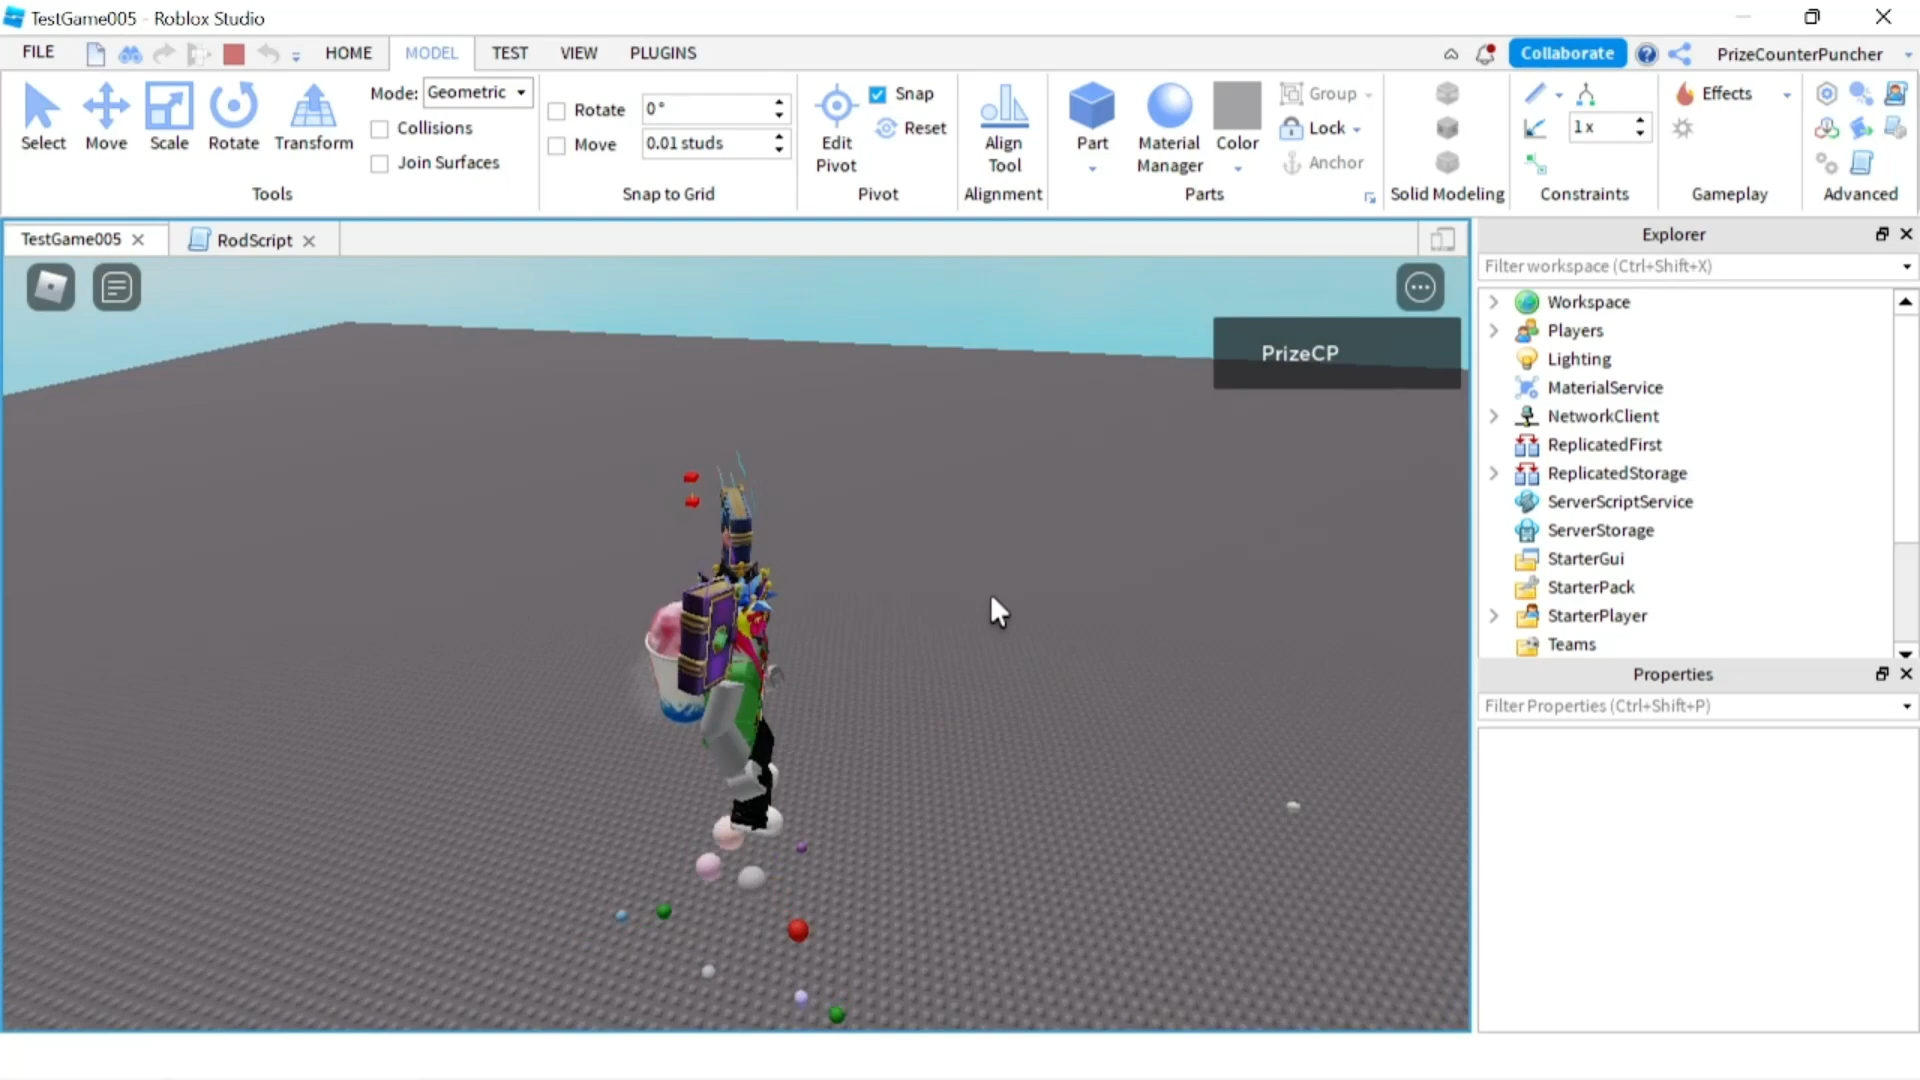 TestGame005 - Roblox Studio
FILE HOME MODEL TEST VIEW PLUGINS Collaborate PrizeCounterPuncher
Select Move Scale Rotate Transform
Mode: Geometric
Collisions
Join Surfaces
Tools
Rotate 0°
Move 0.01 studs
Snap to Grid
Edit Pivot
Snap
Reset
Pivot
Align Tool
Alignment
Part
Material Manager
Color
Group
Lock
Anchor
Parts
Solid Modeling
1x
Constraints
Effects
Gameplay
Advanced
TestGame005
RodScript
PrizeCP
Explorer
Filter workspace (Ctrl+Shift+X)
Workspace
Players
Lighting
MaterialService
NetworkClient
ReplicatedFirst
ReplicatedStorage
ServerScriptService
ServerStorage
StarterGui
StarterPack
StarterPlayer
Teams
Properties
Filter Properties (Ctrl+Shift+P)